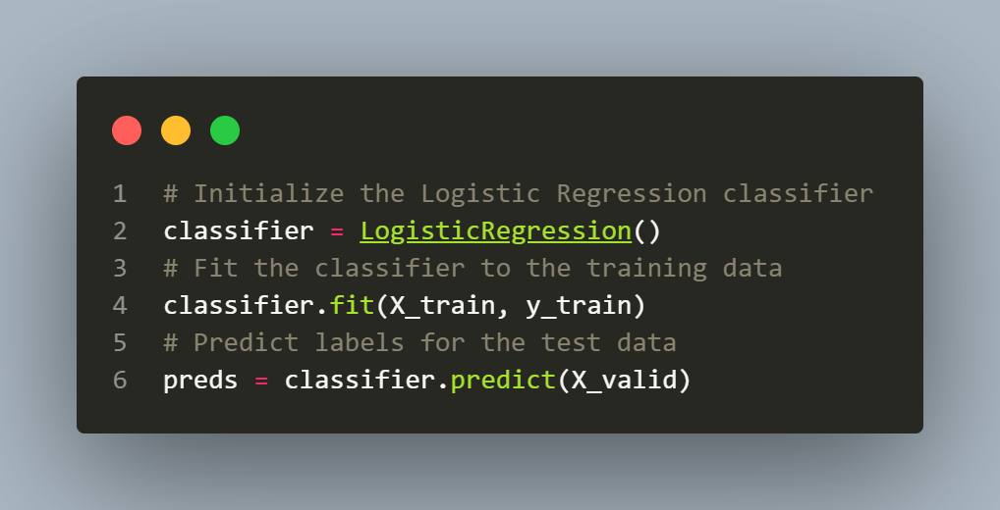 1 # Initialize the Logistic Regression classifier
2 classifier = LogisticRegression()
3 # Fit the classifier to the training data
4 classifier.fit(X_train, y_train)
5 # Predict labels for the test data
6 preds = classifier.predict(X_valid)